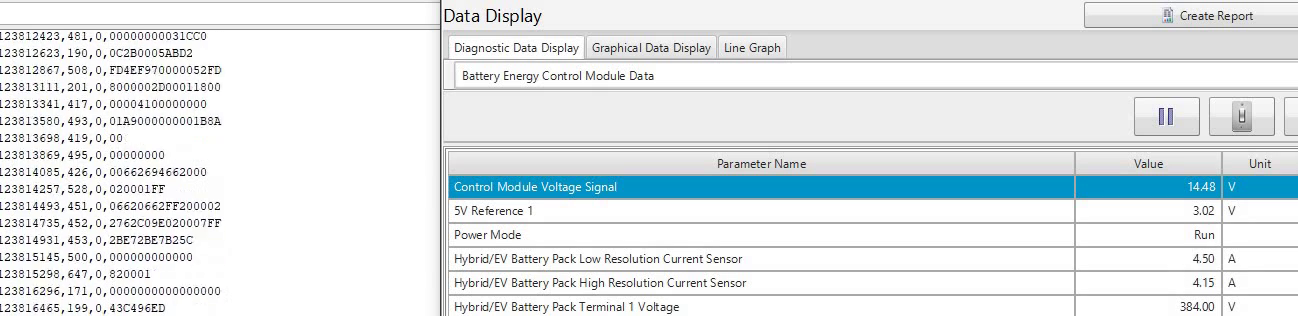 123812423,481,0,00000000031CC0
123812623,190,0,0C2B0005ABD2
123812867,508,0,FD4EF970000052FD
123813111,201,0,8000002D00011800
123813341,417,0,00004100000000
123813580,493,0,01A9000000001B8A
123813698,419,0,00
123813869,495,0,00000000
123814085,426,0,00662694662000
123814257,528,0,020001FF
123814493,451,0,06620662FF200002
123814735,452,0,2762C09E020007FF
123814931,453,0,2BE72BE7B25C
123815145,500,0,000000000000
123815298,647,0,820001
123816296,171,0,0000000000000000
123816465,199,0,43C496ED
Data Display
Create Report
Diagnostic Data Display Graphical Data Display Line Graph
Battery Energy Control Module Data
Parameter Name Value Unit
Control Module Voltage Signal 14.48 V
5V Reference 1 3.02 V
Power Mode Run
Hybrid/EV Battery Pack Low Resolution Current Sensor 4.50 A
Hybrid/EV Battery Pack High Resolution Current Sensor 4.15 A
Hybrid/EV Battery Pack Terminal 1 Voltage 384.00 V